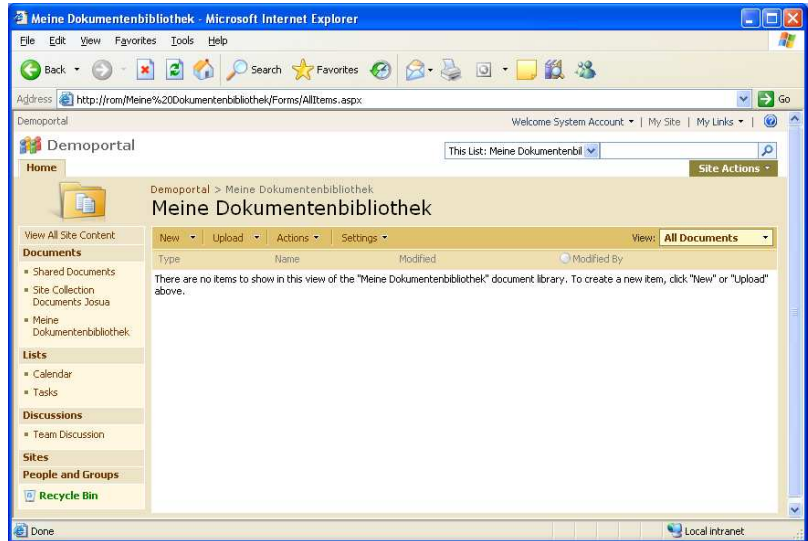 Meine Dokumentenbibliothek - Microsoft Internet Explorer
File Edit View Favorites Tools Help
Back Search Favorites
Address http://rom/Meine%20Dokumentenbibliothek/Forms/AllItems.aspx Go
Demoportal Welcome System Account | My Site | My Links |
Demoportal
This List: Meine Dokumentenbibl
Home Site Actions
Demoportal > Meine Dokumentenbibliothek
Meine Dokumentenbibliothek
View All Site Content
New Upload Actions Settings View: All Documents
Documents
Type Name Modified Modified By
Shared Documents
There are no items to show in this view of the "Meine Dokumentenbibliothek" document library. To create a new item, click "New" or "Upload"
above.
Site Collection
Documents Josua
Meine
Dokumentenbibliothek
Lists
Calendar
Tasks
Discussions
Team Discussion
Sites
People and Groups
Recycle Bin
Done Local intranet